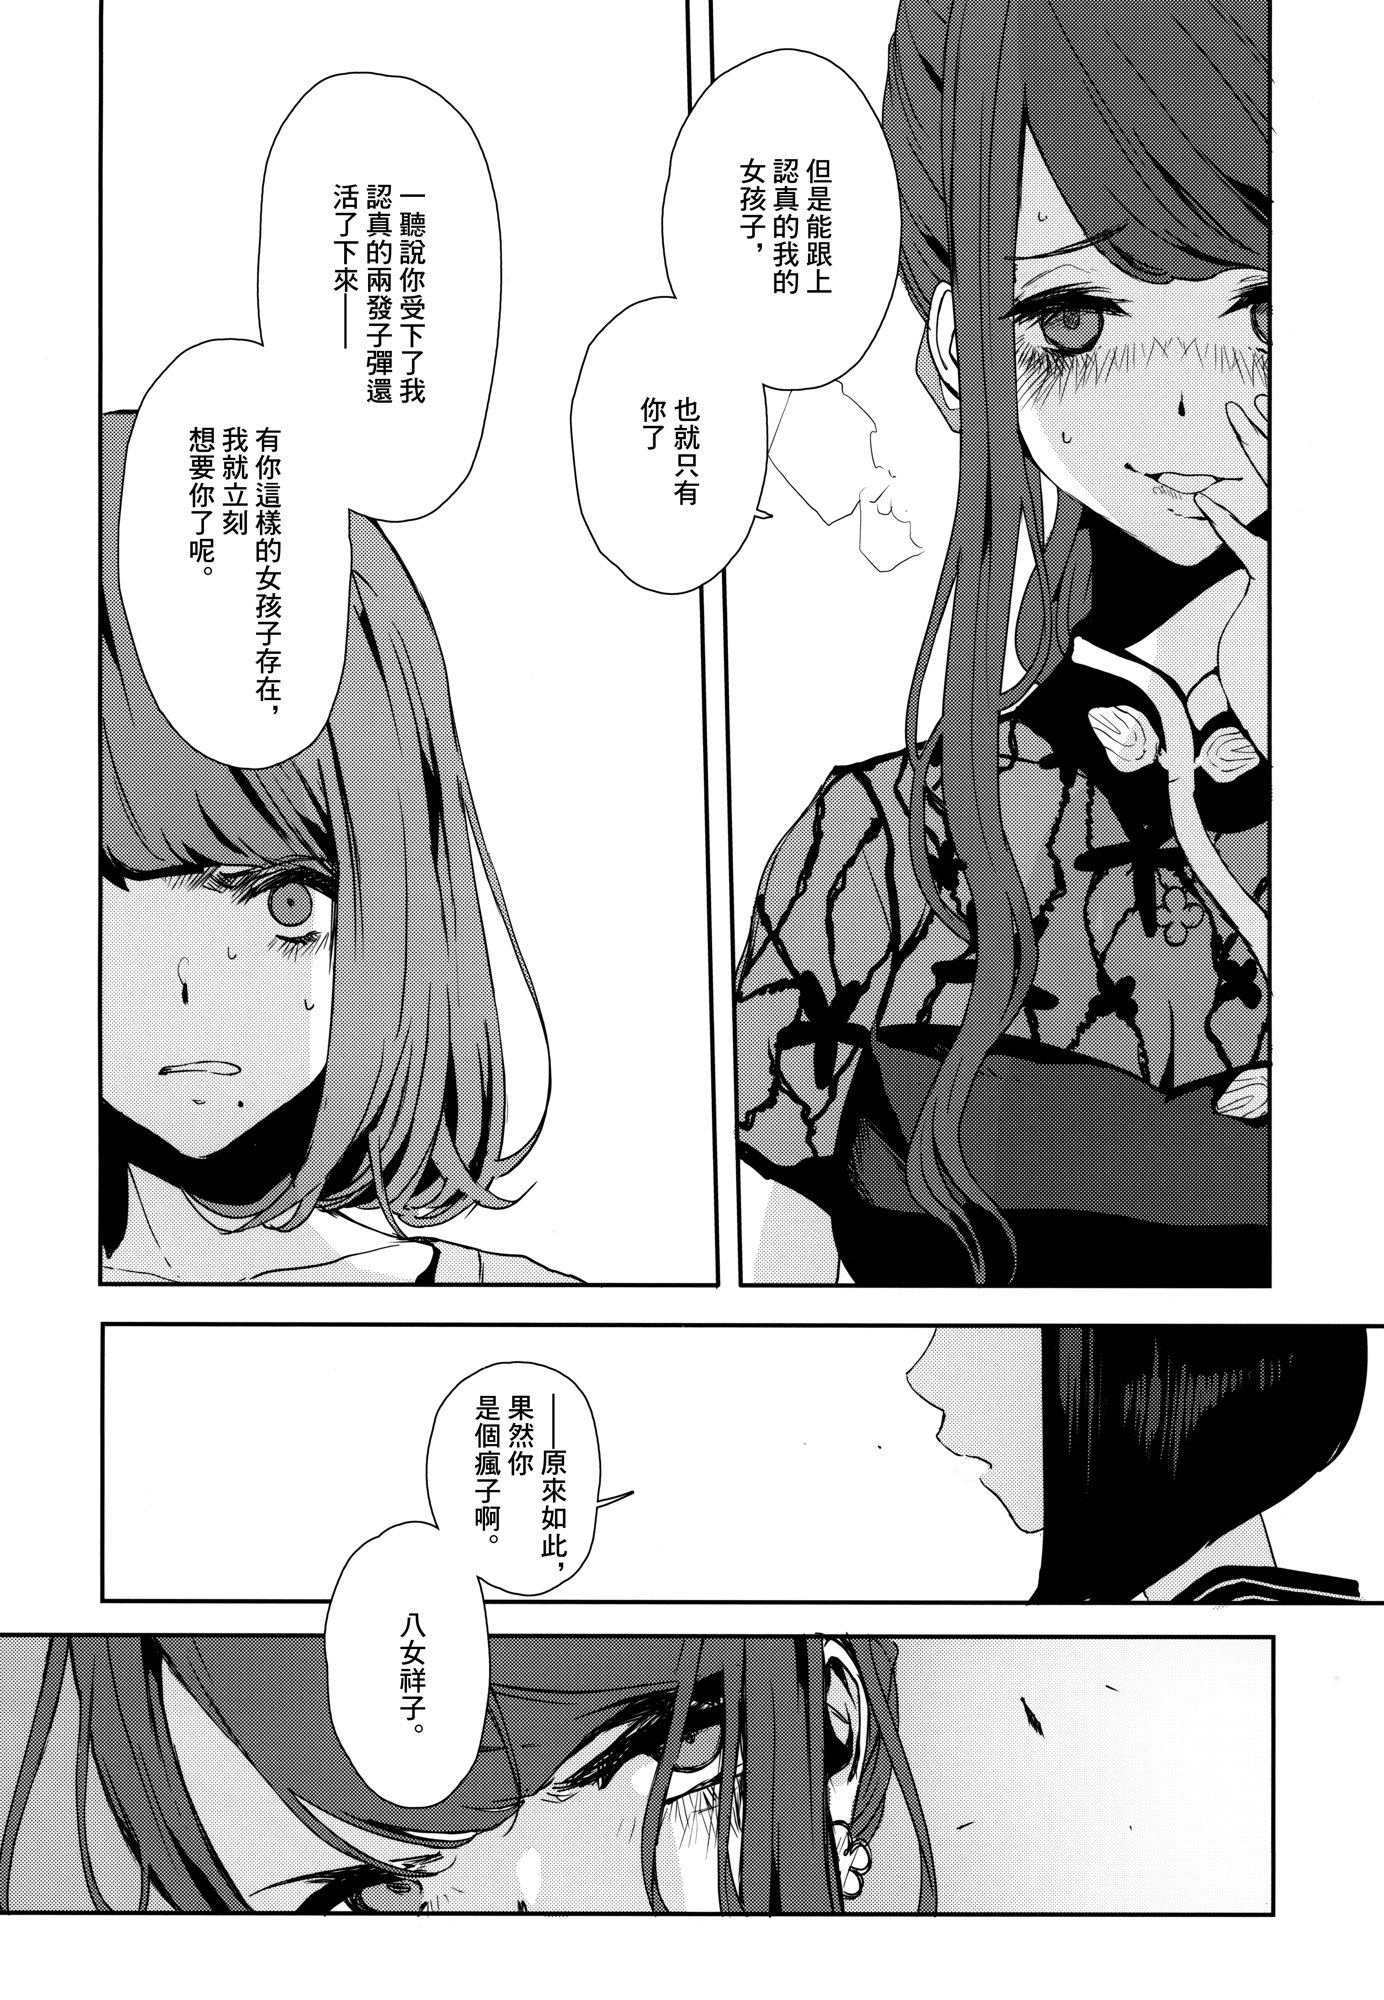 但是能跟上
認真的我的
女孩子，
也就只有
你了
一聽說你受下了我
認真的兩發子彈還
活了下來——
有你這樣的女孩子存在，
我就立刻
想要你了呢。
——原來如此，
果然你
是個瘋子啊。
八女祥子。